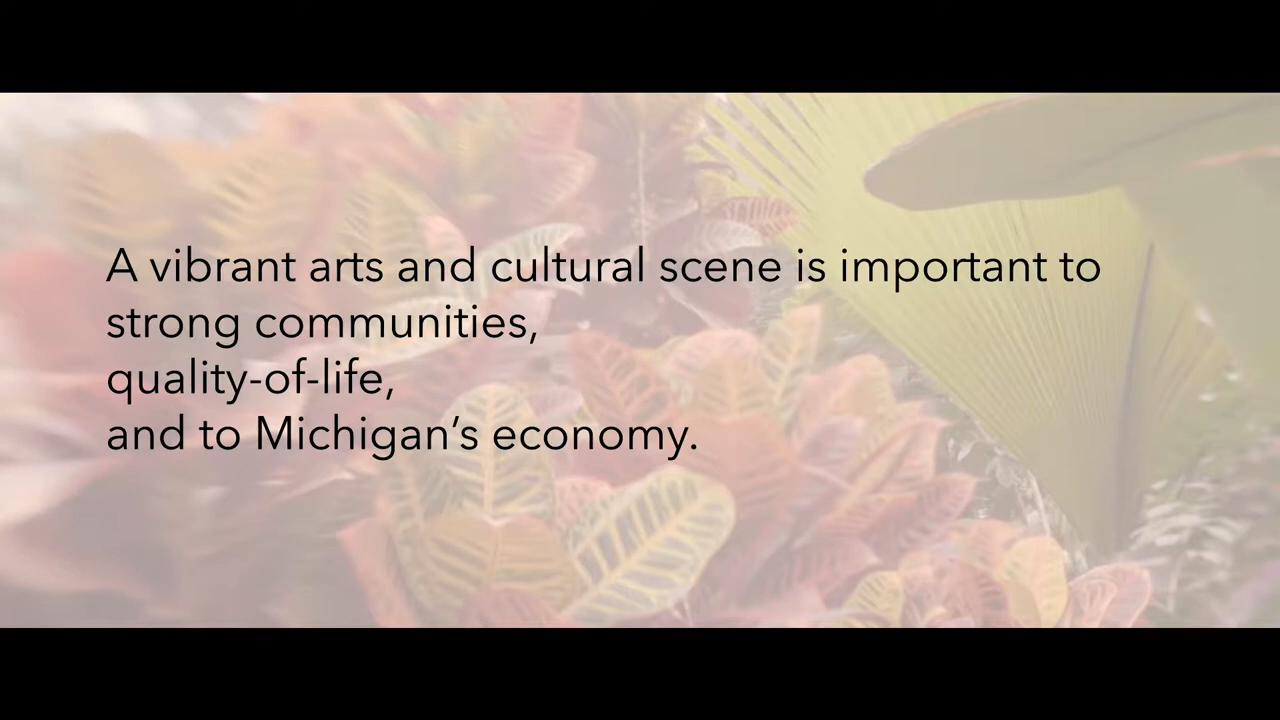 A vibrant arts and cultural scene is important to
strong communities,
quality-of-life,
and to Michigan’s economy.